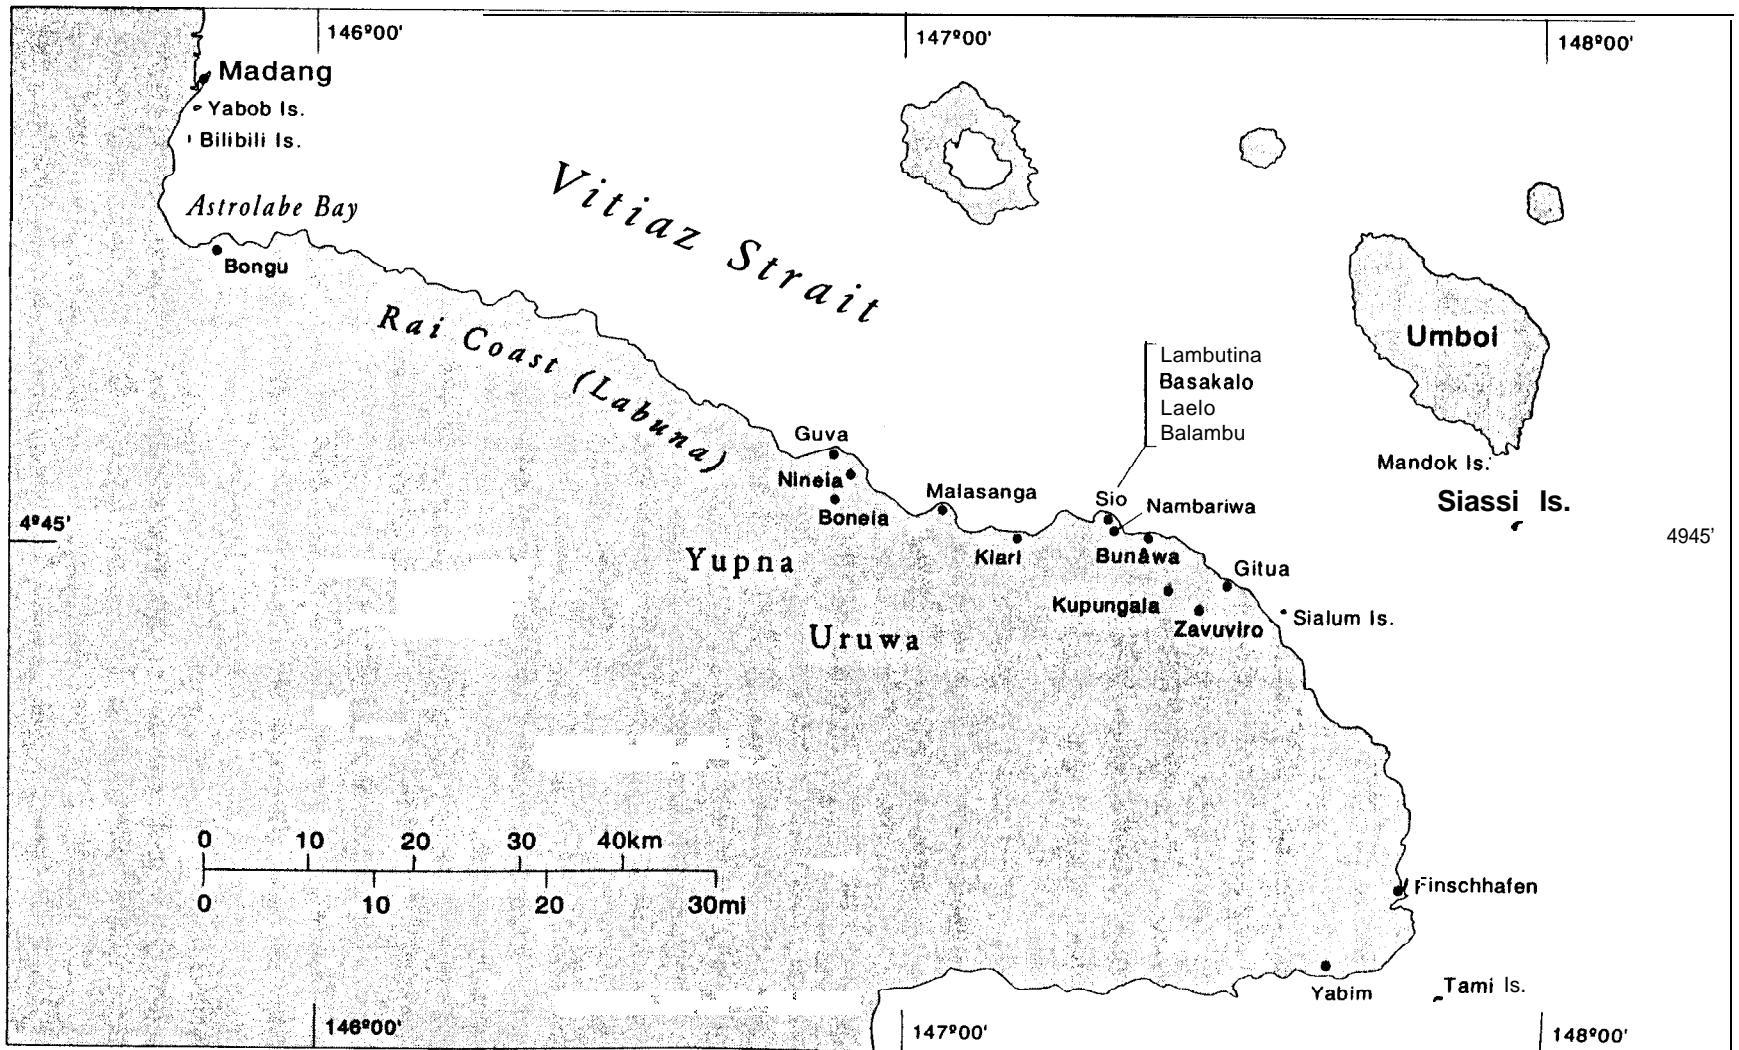 146º00'
147º00'
148º00'
Madang
Yabob Is.
Bilibili Is.
Astrolabe Bay
Bongu
Vitiaz Strait
Rai Coast (Labuna)
Umboi
Lambutina
Basakalo
Laelo
Balambu
Guva
Nineia
Boneia
Malasanga
Kiari
Sio
Nambariwa
Bunâwa
Mandok Is.
Siassi Is.
4º45'
4945'
Yupna
Gitua
Kupungala
Zavuviro
Sialum Is.
Uruwa
0 10 20 30 40km
0 10 20 30mi
Finschhafen
Yabim
Tami Is.
146º00'
147º00'
148º00'